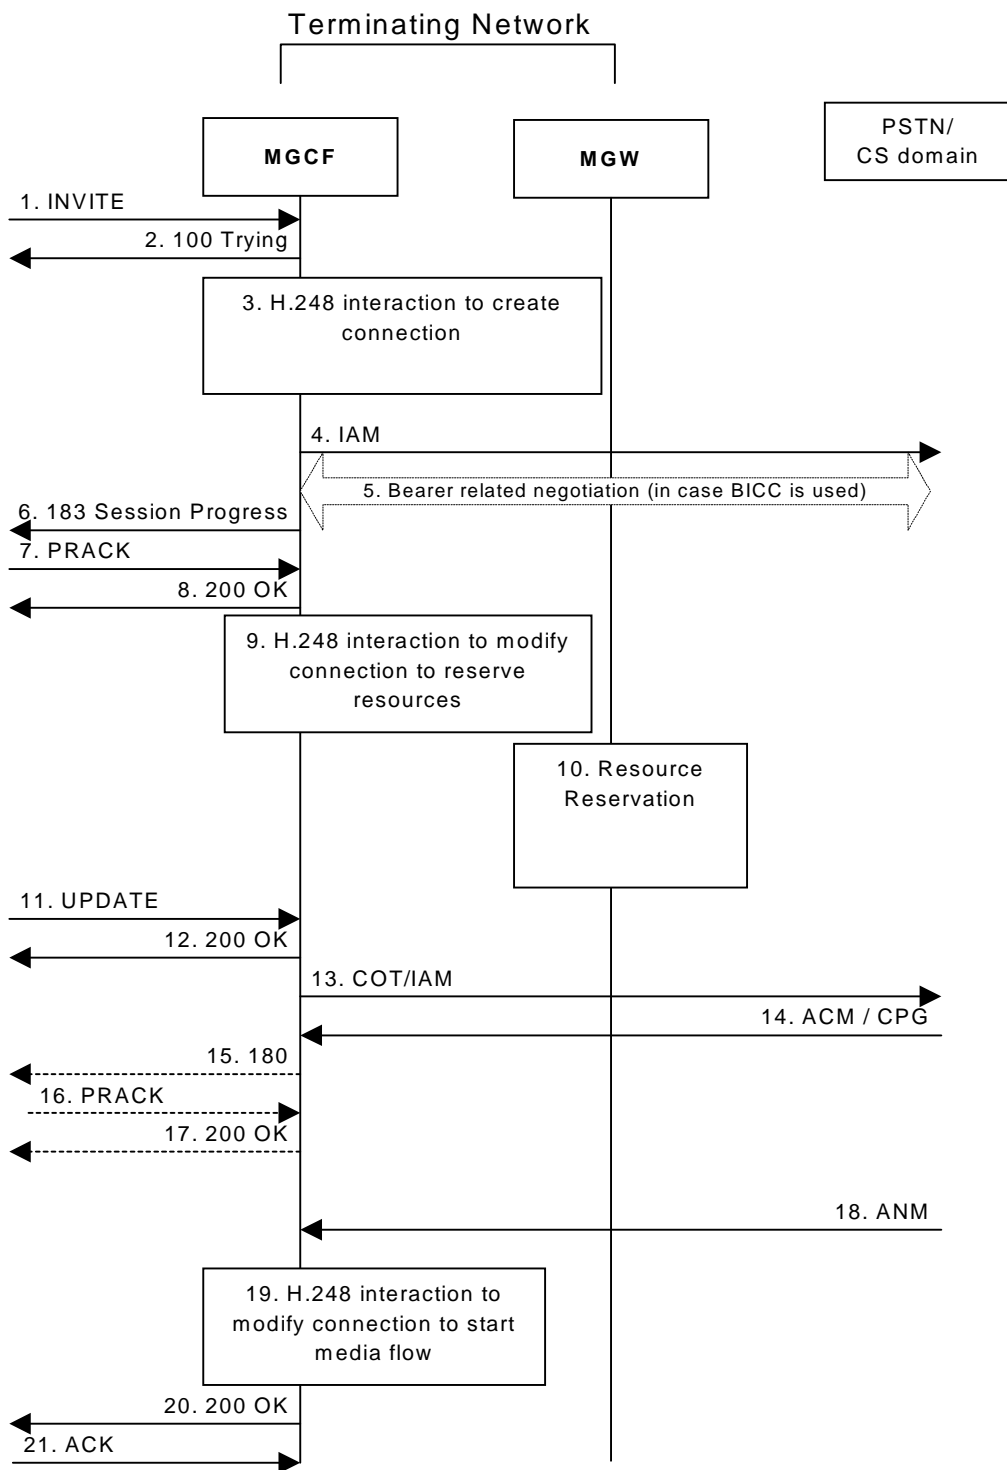 Terminating Network
MGCF
MGW
PSTN/
CS domain
1. INVITE
2. 100 Trying
3. H.248 interaction to create
connection
4. IAM
5. Bearer related negotiation (in case BICC is used)
6. 183 Session Progress
7. PRACK
8. 200 OK
9. H.248 interaction to modify
connection to reserve
resources
10. Resource
Reservation
11. UPDATE
12. 200 OK
13. COT/IAM
14. ACM / CPG
15. 180
16. PRACK
17. 200 OK
18. ANM
19. H.248 interaction to
modify connection to start
media flow
20. 200 OK
21. ACK